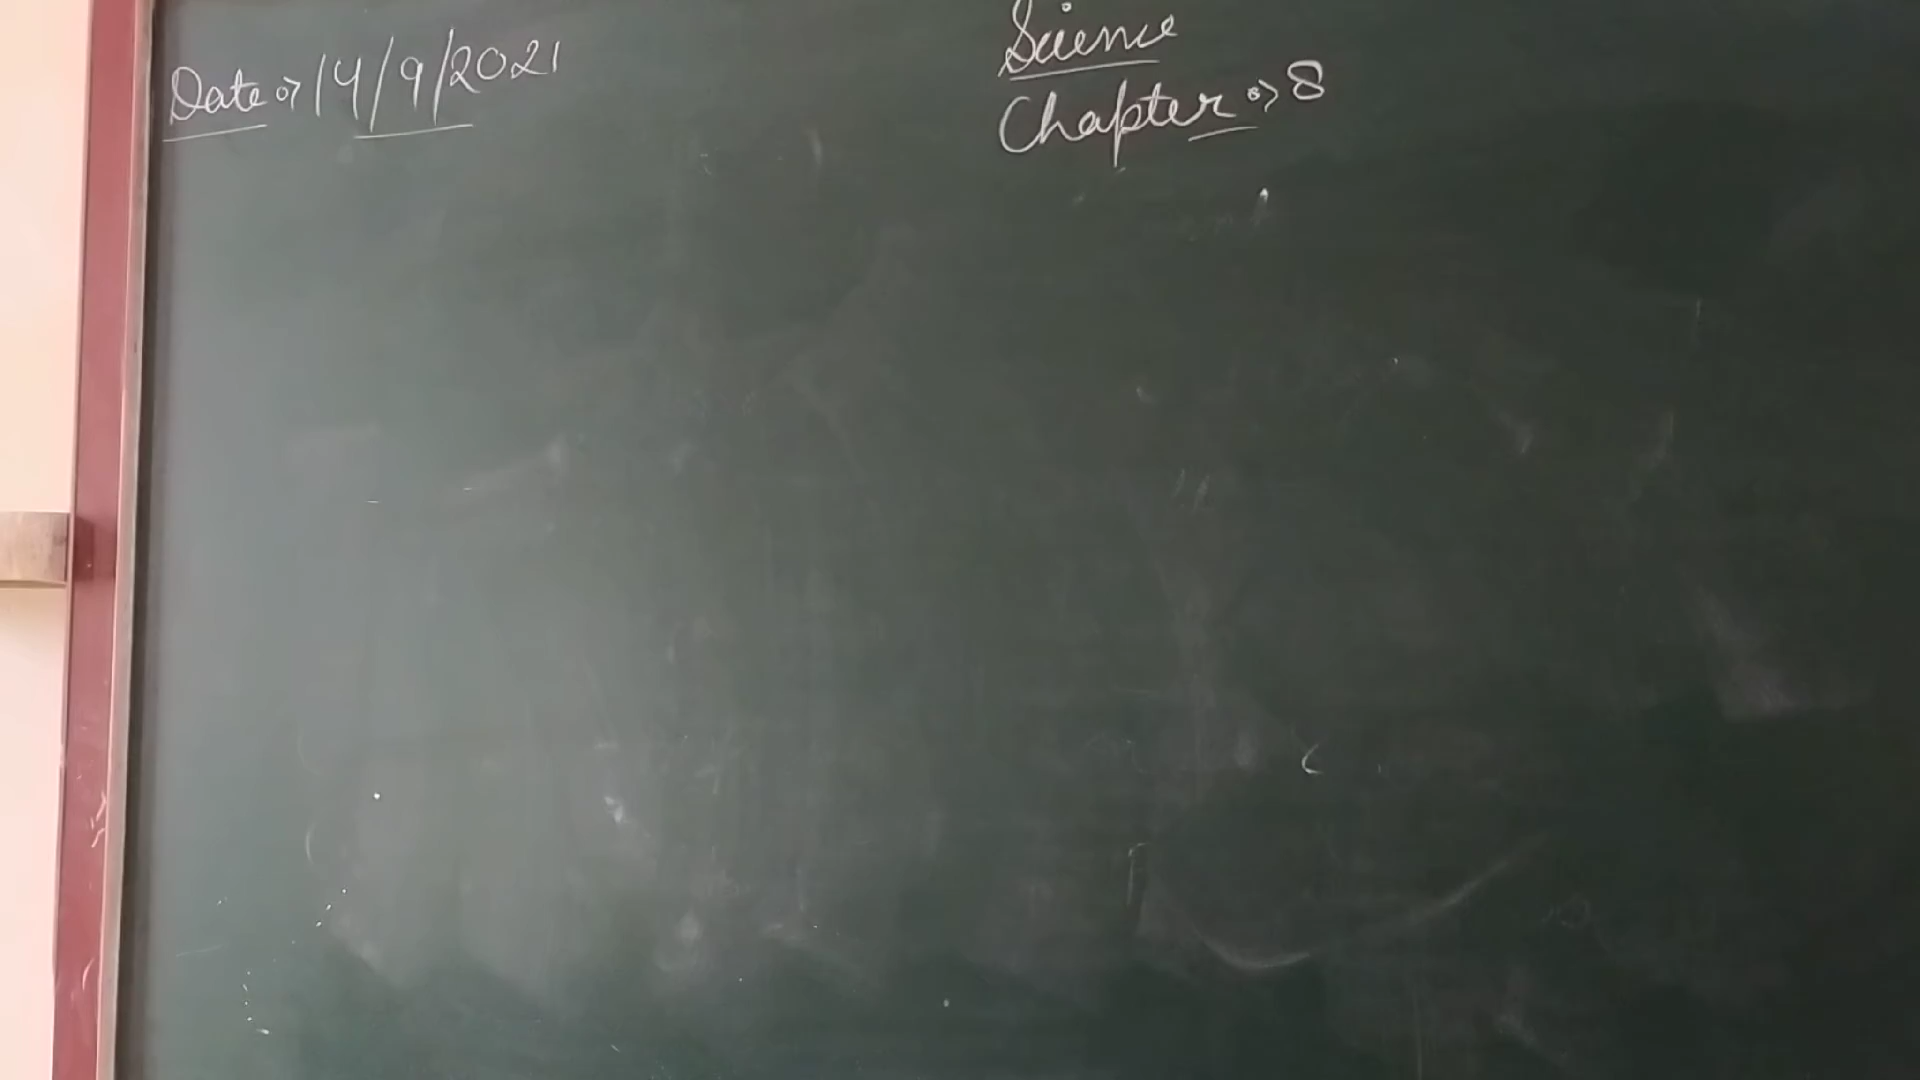 Date :→ 14/9/2021
Science
Chapter :→ 8